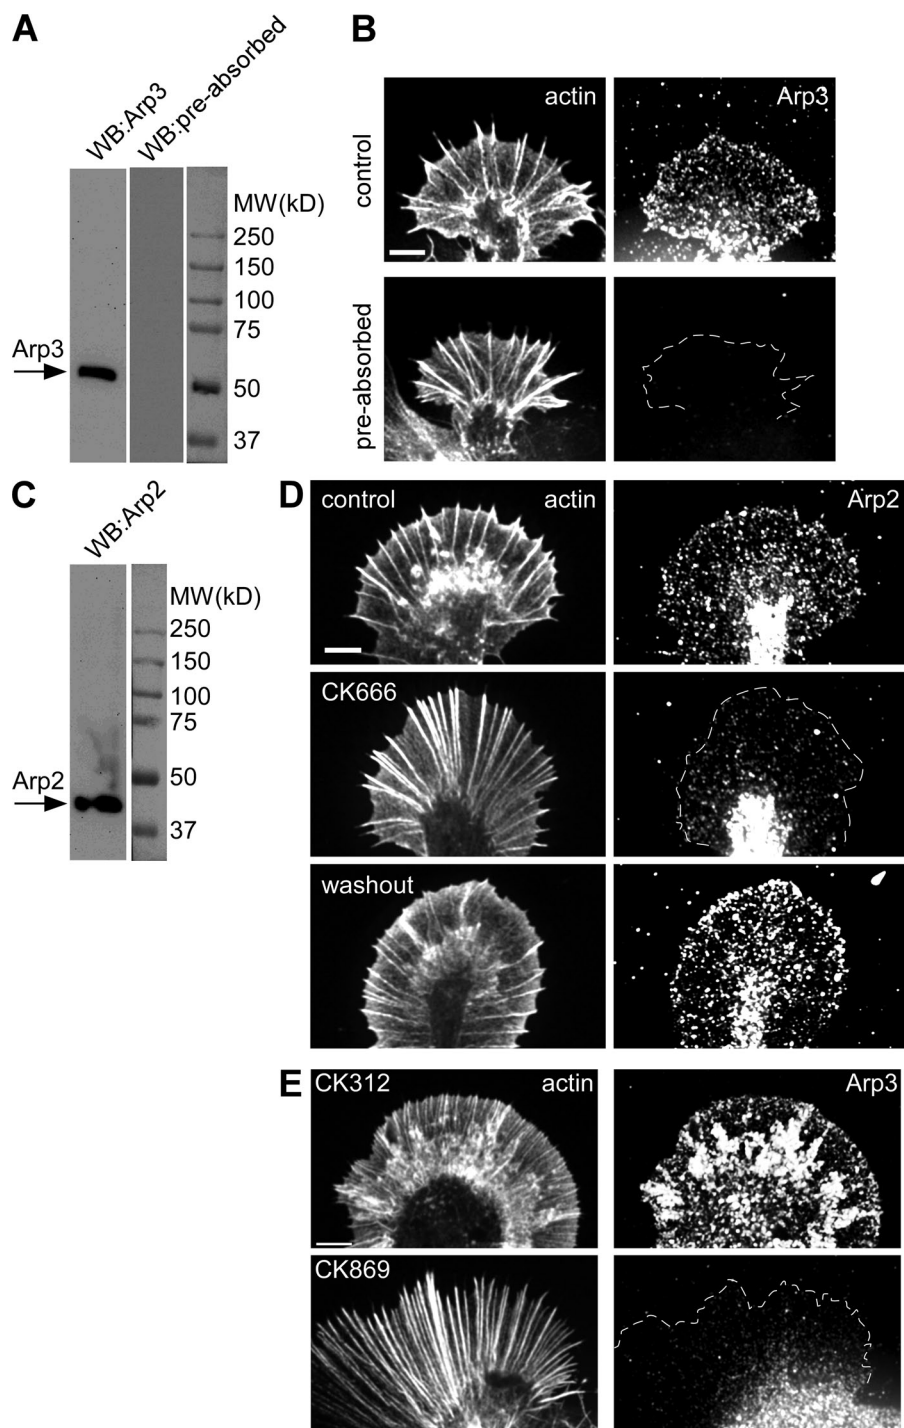 A
WB:Arp3
WB:pre-absorbed
MW(kD)
250
150
100
75
50
37
Arp3
B
actin
Arp3
control
pre-absorbed
C
WB:Arp2
MW(kD)
250
150
100
75
50
37
Arp2
D
control
actin
Arp2
CK666
washout
E
CK312
actin
Arp3
CK869